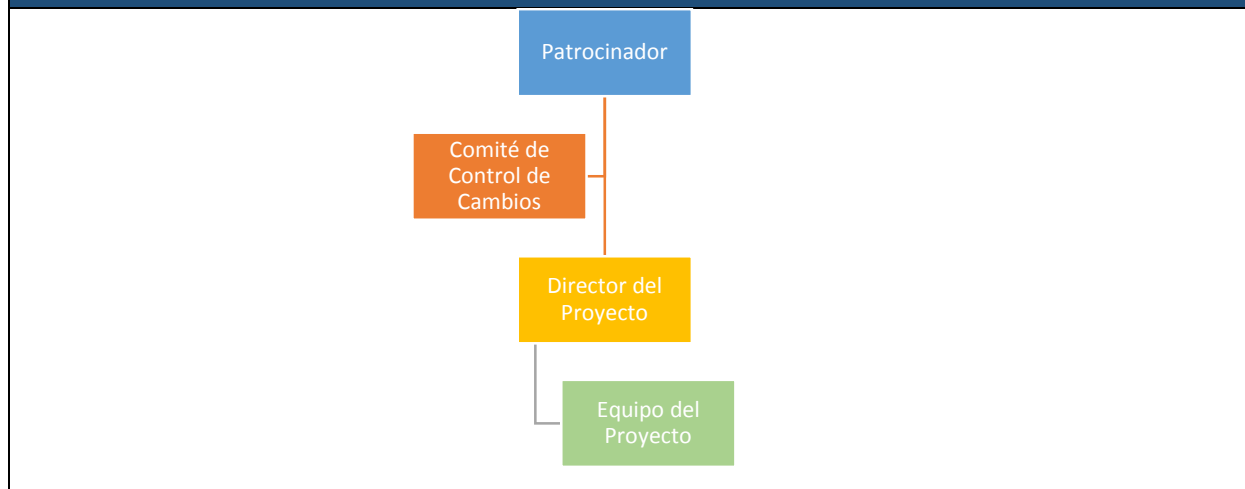 Patrocinador
Comité de
Control de
Cambios
Director del
Proyecto
Equipo del
Proyecto